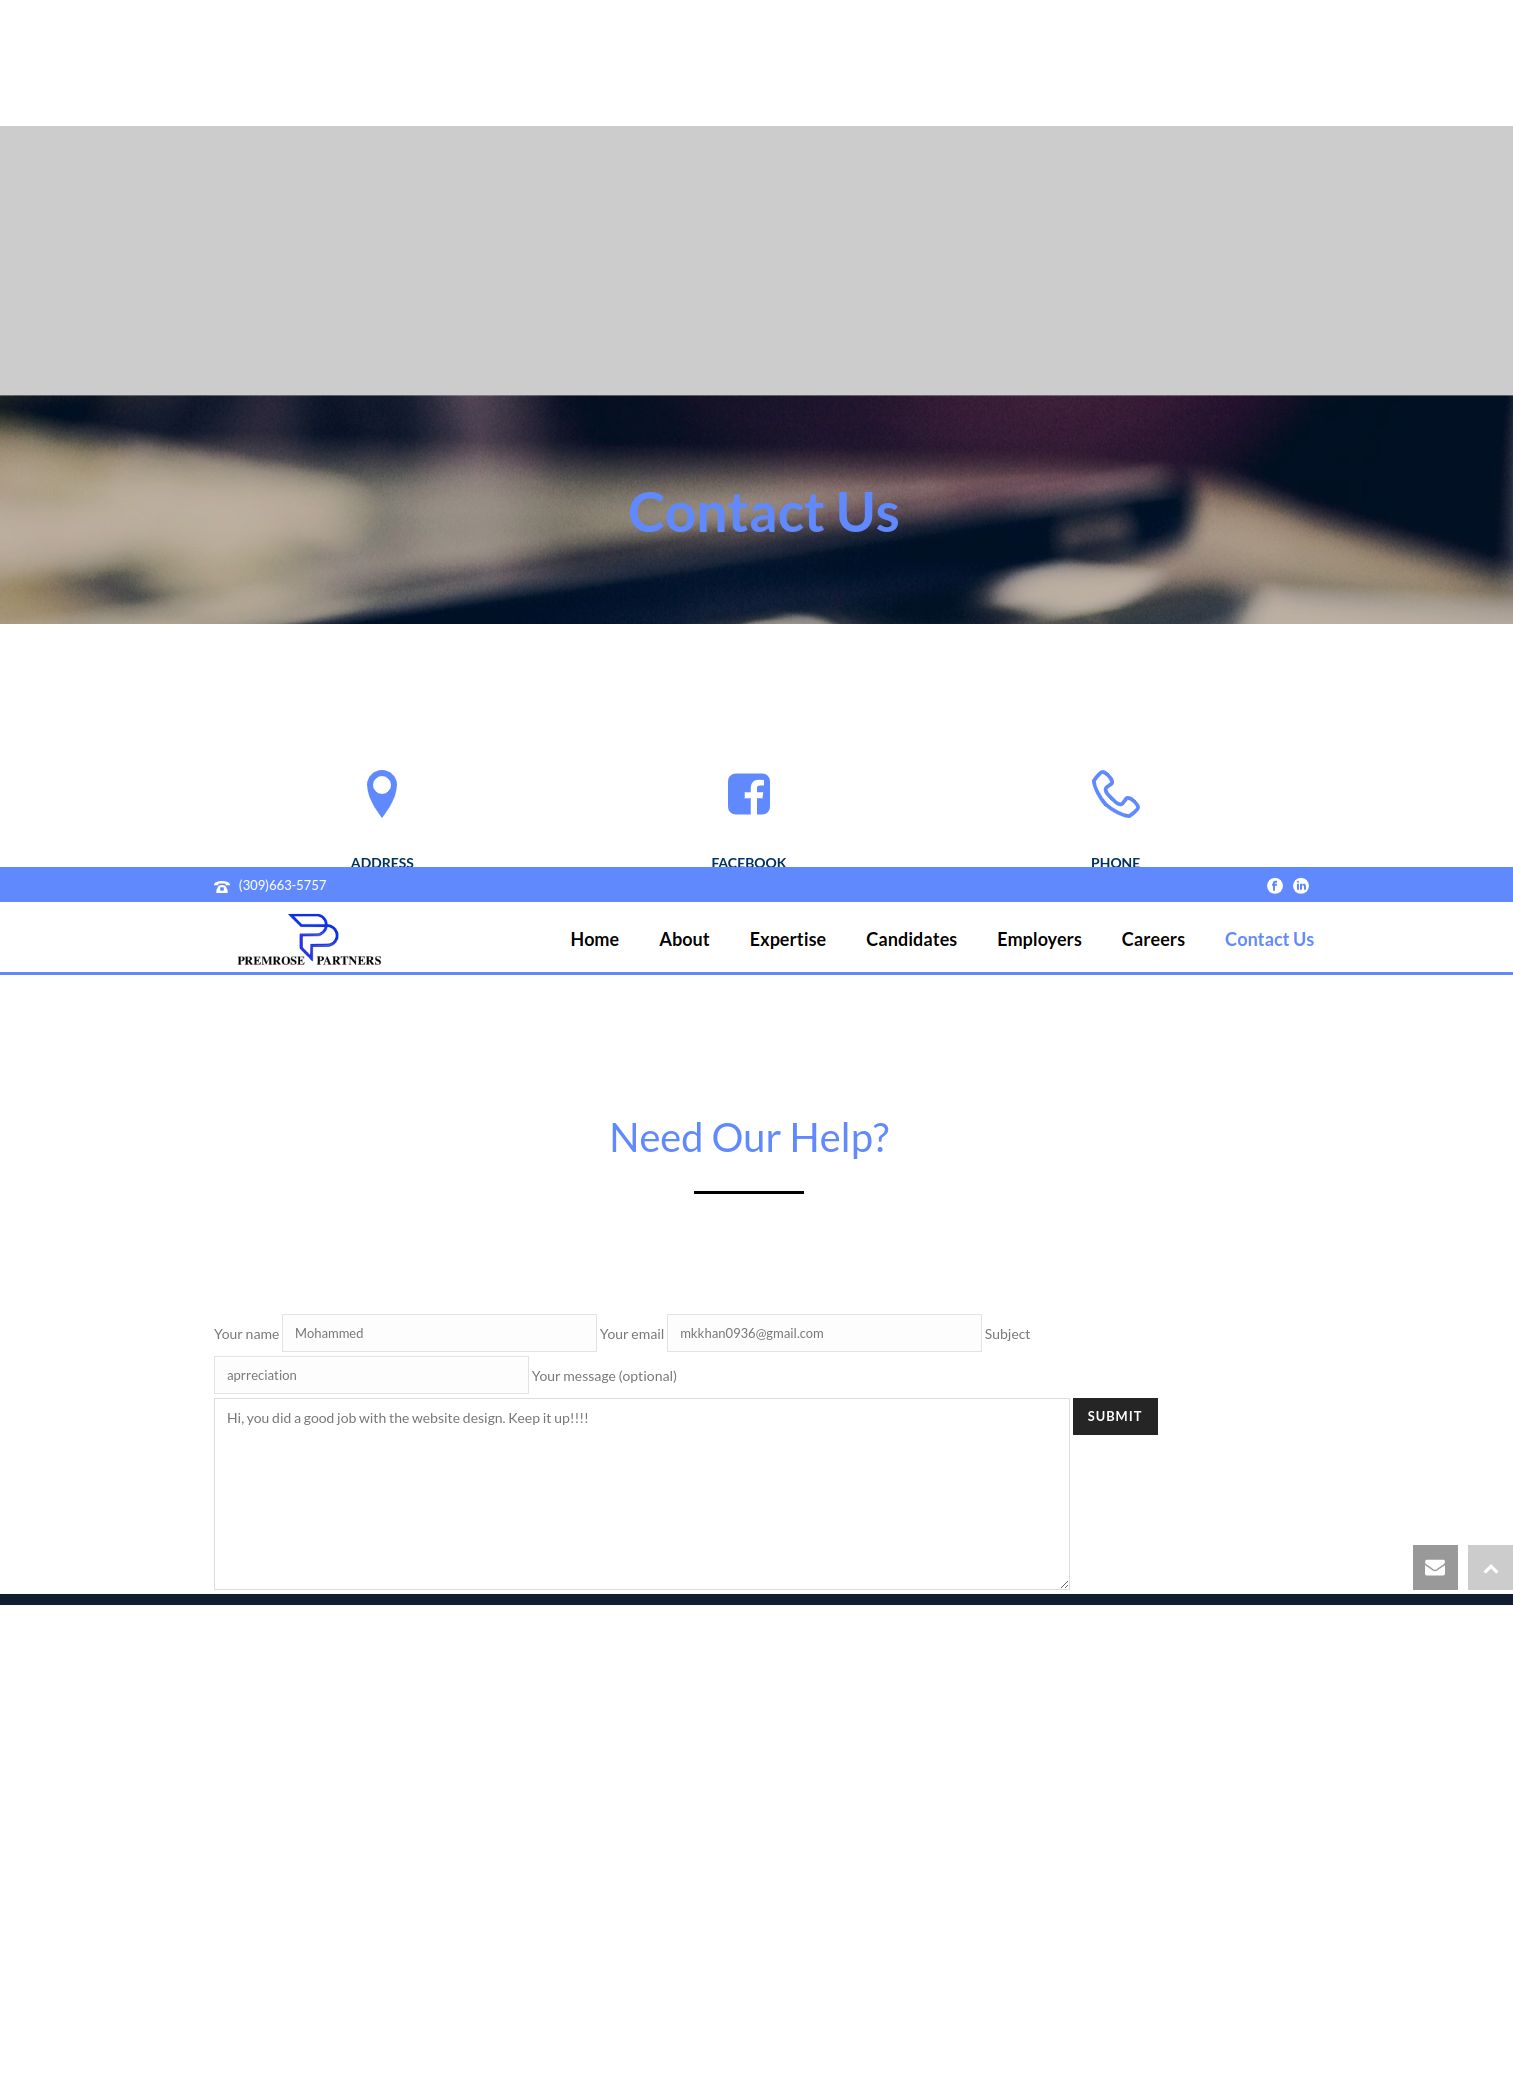 Contact Us
ADDRESS FACEBOOK PHONE
(309)663-5757
PREMROSE PARTNERS
Home About Expertise Candidates Employers Careers Contact Us
Need Our Help?
Your name Mohammed Your email mkkhan0936@gmail.com Subject
aprreciation Your message (optional)
Hi, you did a good job with the website design. Keep it up!!!! SUBMIT